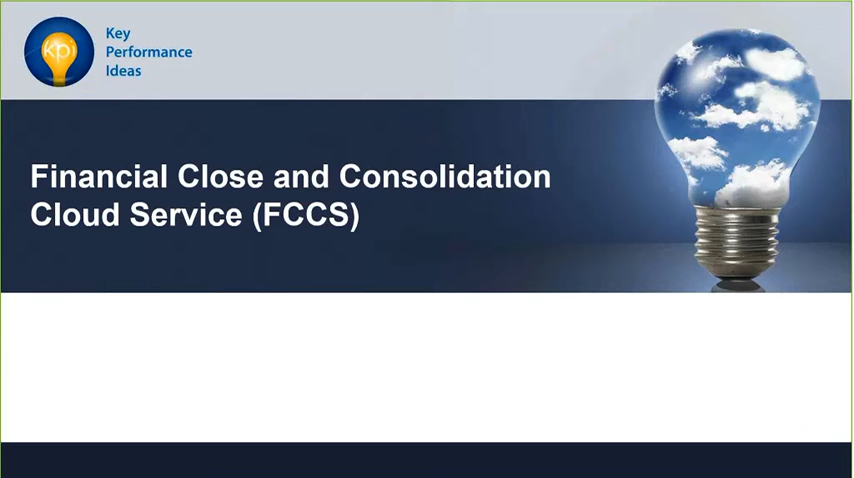 kpi
Key
Performance
Ideas
Financial Close and Consolidation
Cloud Service (FCCS)